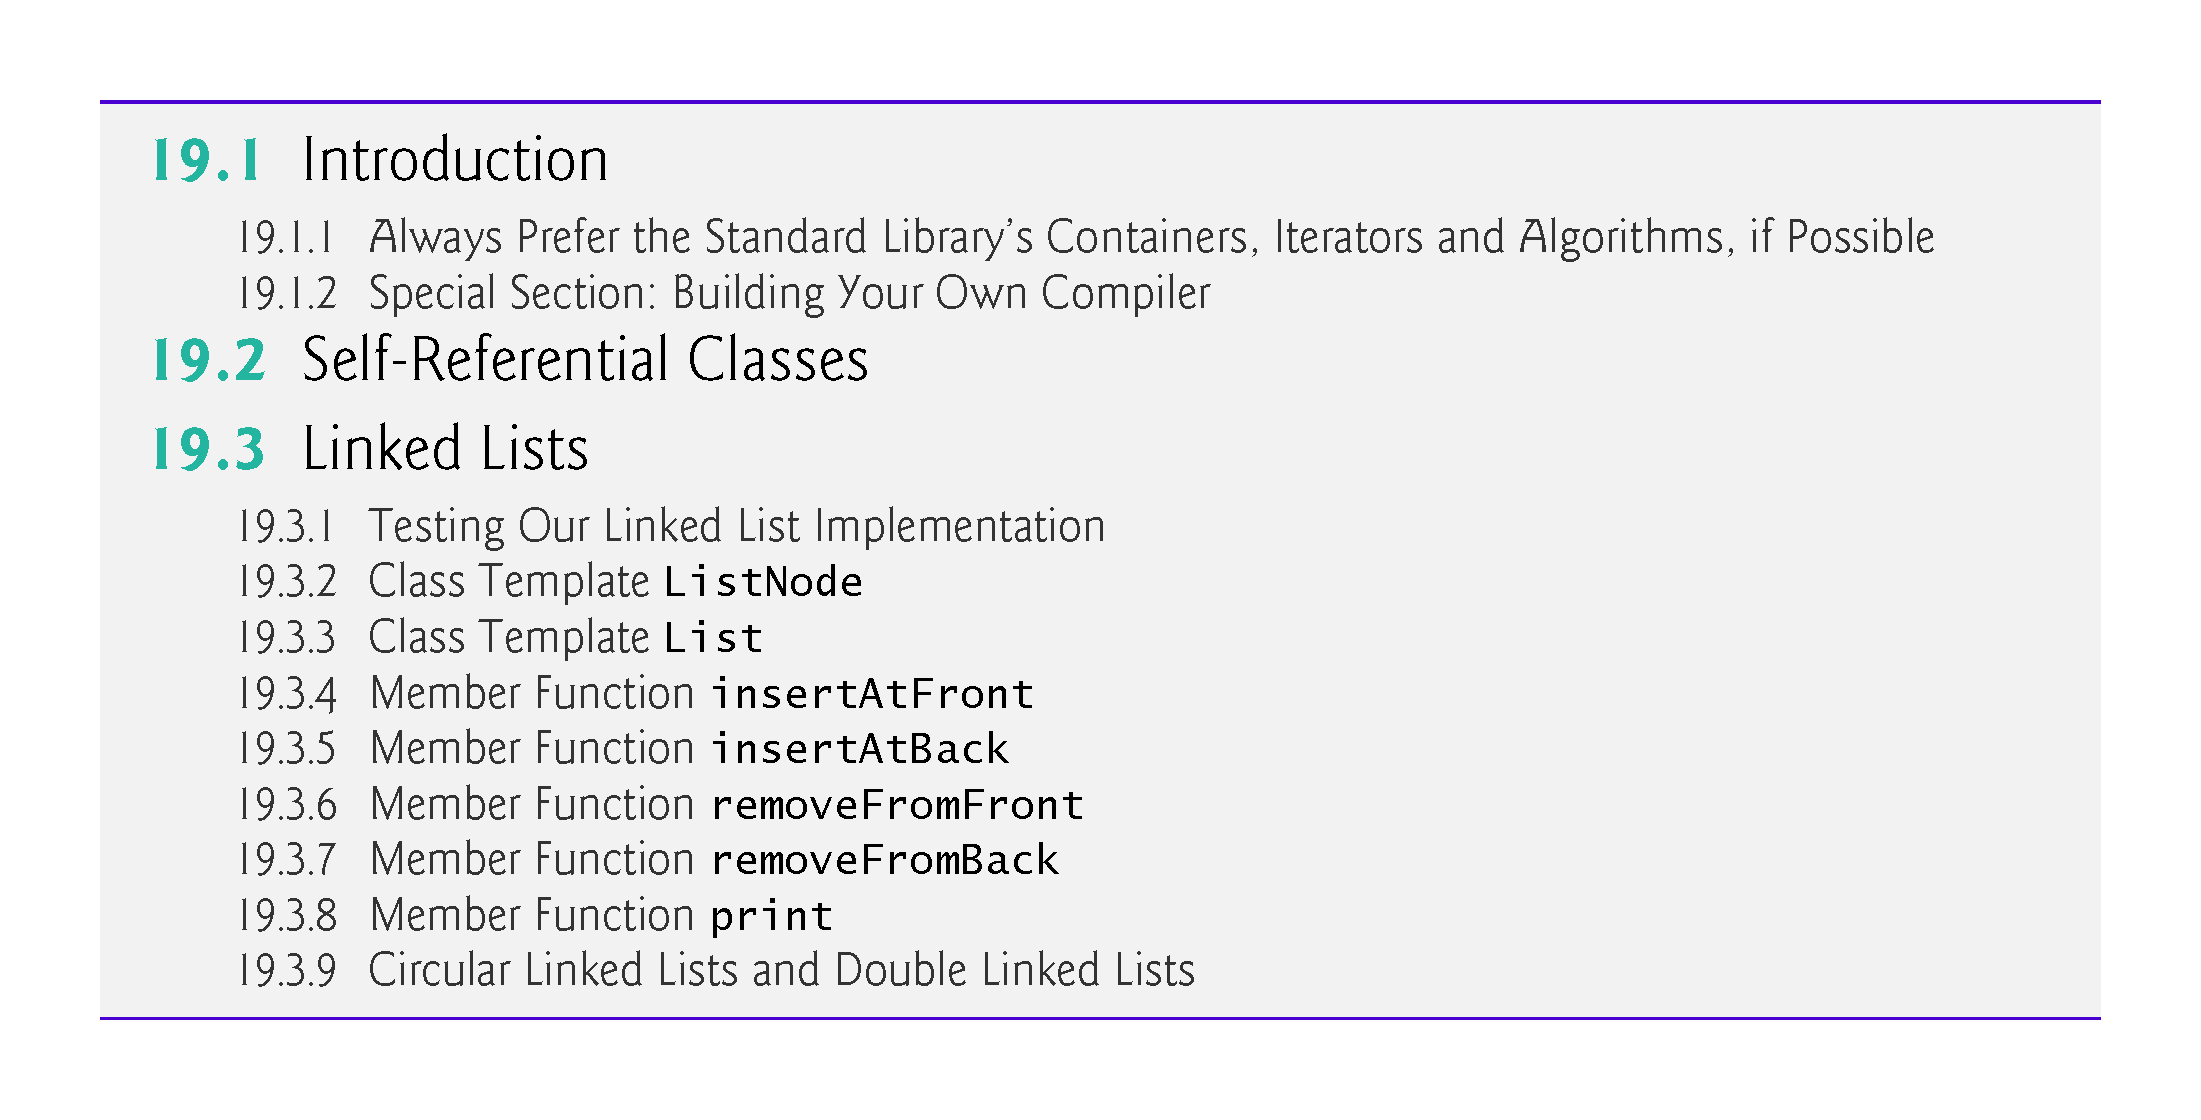 19.1 Introduction
19.1.1 Always Prefer the Standard Library’s Containers, Iterators and Algorithms, if Possible
19.1.2 Special Section: Building Your Own Compiler
19.2 Self-Referential Classes
19.3 Linked Lists
19.3.1 Testing Our Linked List Implementation
19.3.2 Class Template ListNode
19.3.3 Class Template List
19.3.4 Member Function insertAtFront
19.3.5 Member Function insertAtBack
19.3.6 Member Function removeFromFront
19.3.7 Member Function removeFromBack
19.3.8 Member Function print
19.3.9 Circular Linked Lists and Double Linked Lists